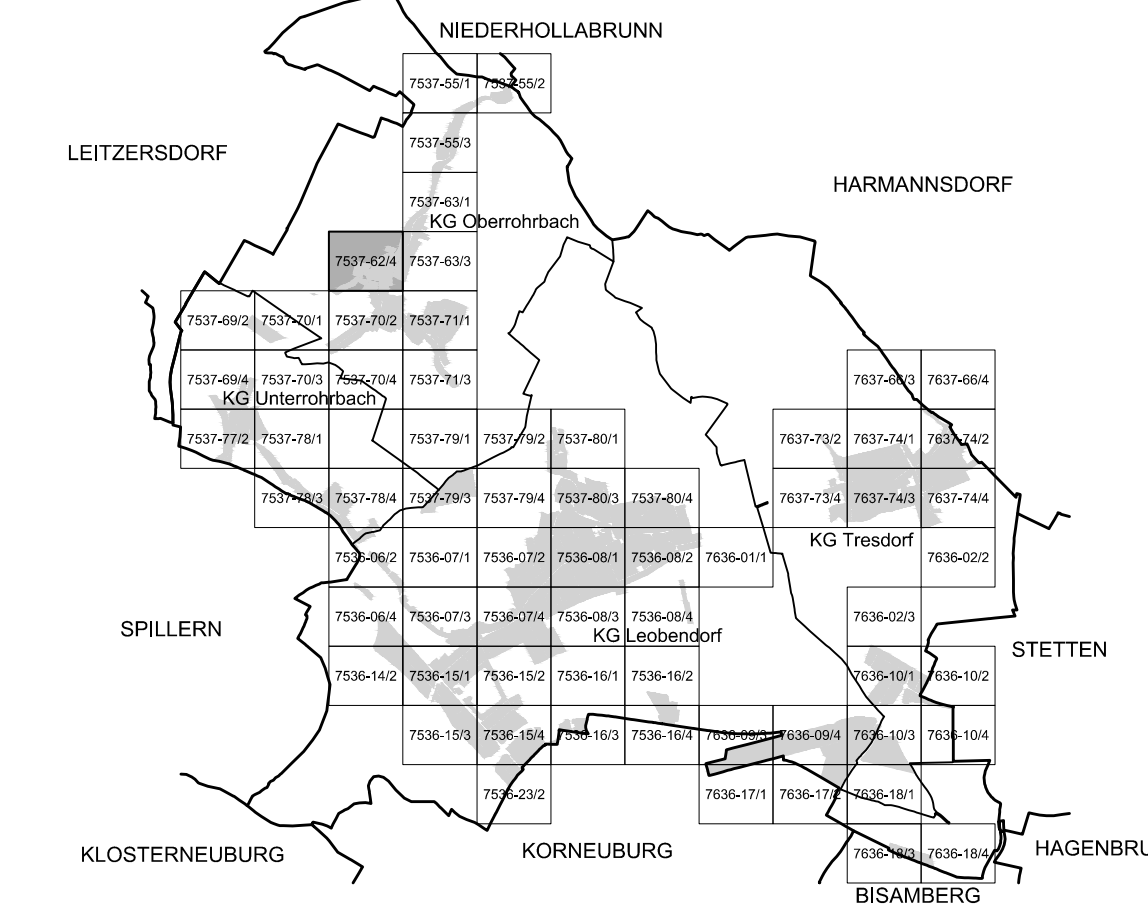 NIEDERHOLLABRUNN
7537-55/1 7537-55/2
7537-55/3
LEITZERSDORF
HARMANNSDORF
7537-63/1
KG Oberrohrbach
7537-62/4 7537-63/3
7537-69/2 7537-70/1 7537-70/2 7537-71/1
7537-69/4 7537-70/3 7537-70/4 7537-71/3 7637-66/3 7637-66/4
KG Unterrohrbach
7537-77/2 7537-78/1 7537-79/1 7537-79/2 7537-80/1 7637-73/2 7637-74/1 7637-74/2
7537-78/3 7537-78/4 7537-79/3 7537-79/4 7537-80/3 7537-80/4 7637-73/4 7637-74/3 7637-74/4
KG Tresdorf
7536-06/2 7536-07/1 7536-07/2 7536-08/1 7536-08/2 7636-01/1 7636-02/2
7536-06/4 7536-07/3 7536-07/4 7536-08/3 7536-08/4 7636-02/3
SPILLERN
KG Leobendorf
STETTEN
7536-14/2 7536-15/1 7536-15/2 7536-16/1 7536-16/2 7636-10/1 7636-10/2
7536-15/3 7536-15/4 7536-16/3 7536-16/4 7636-09/3 7636-09/4 7636-10/3 7636-10/4
7536-23/2 7636-17/1 7636-17/2 7636-18/1
KLOSTERNEUBURG
KORNEUBURG
HAGENBRU
7636-18/3 7636-18/4
BISAMBERG